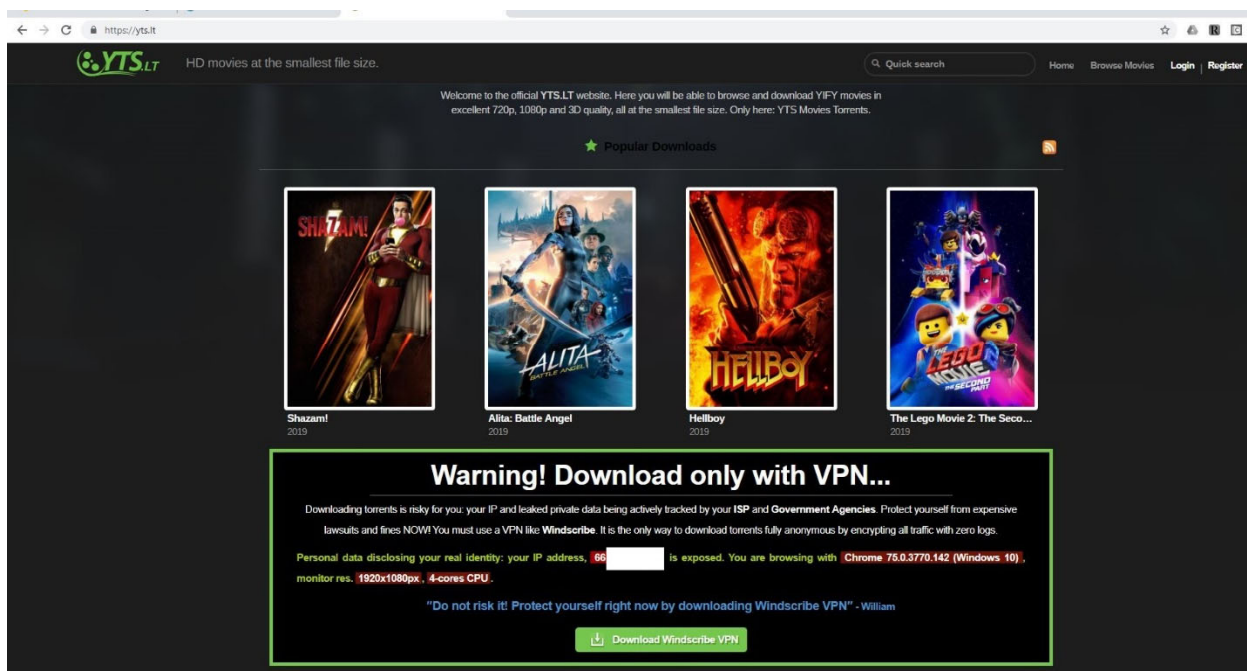 https://yts.lt
YTS.LT
HD movies at the smallest file size.
Quick search
Home Browse Movies Login | Register
Welcome to the official YTS.LT website. Here you will be able to browse and download YIFY movies in
excellent 720p, 1080p and 3D quality, all at the smallest file size. Only here: YTS Movies Torrents.
Popular Downloads
SHAZAM!
ALITA
BATTLE ANGEL
HELLBOY
THE
LEGO
MOVIE
THE SECOND
PART
Shazam!
2019
Alita: Battle Angel
2019
Hellboy
2019
The Lego Movie 2: The Seco...
2019
Warning! Download only with VPN...
Downloading torrents is risky for you: your IP and leaked private data being actively tracked by your ISP and Government Agencies. Protect yourself from expensive
lawsuits and fines NOW! You must use a VPN like Windscribe. It is the only way to download torrents fully anonymous by encrypting all traffic with zero logs.
Personal data disclosing your real identity: your IP address, 66 is exposed. You are browsing with Chrome 75.0.3770.142 (Windows 10) ,
monitor res. 1920x1080px , 4-cores CPU .
"Do not risk it! Protect yourself right now by downloading Windscribe VPN" - William
Download Windscribe VPN